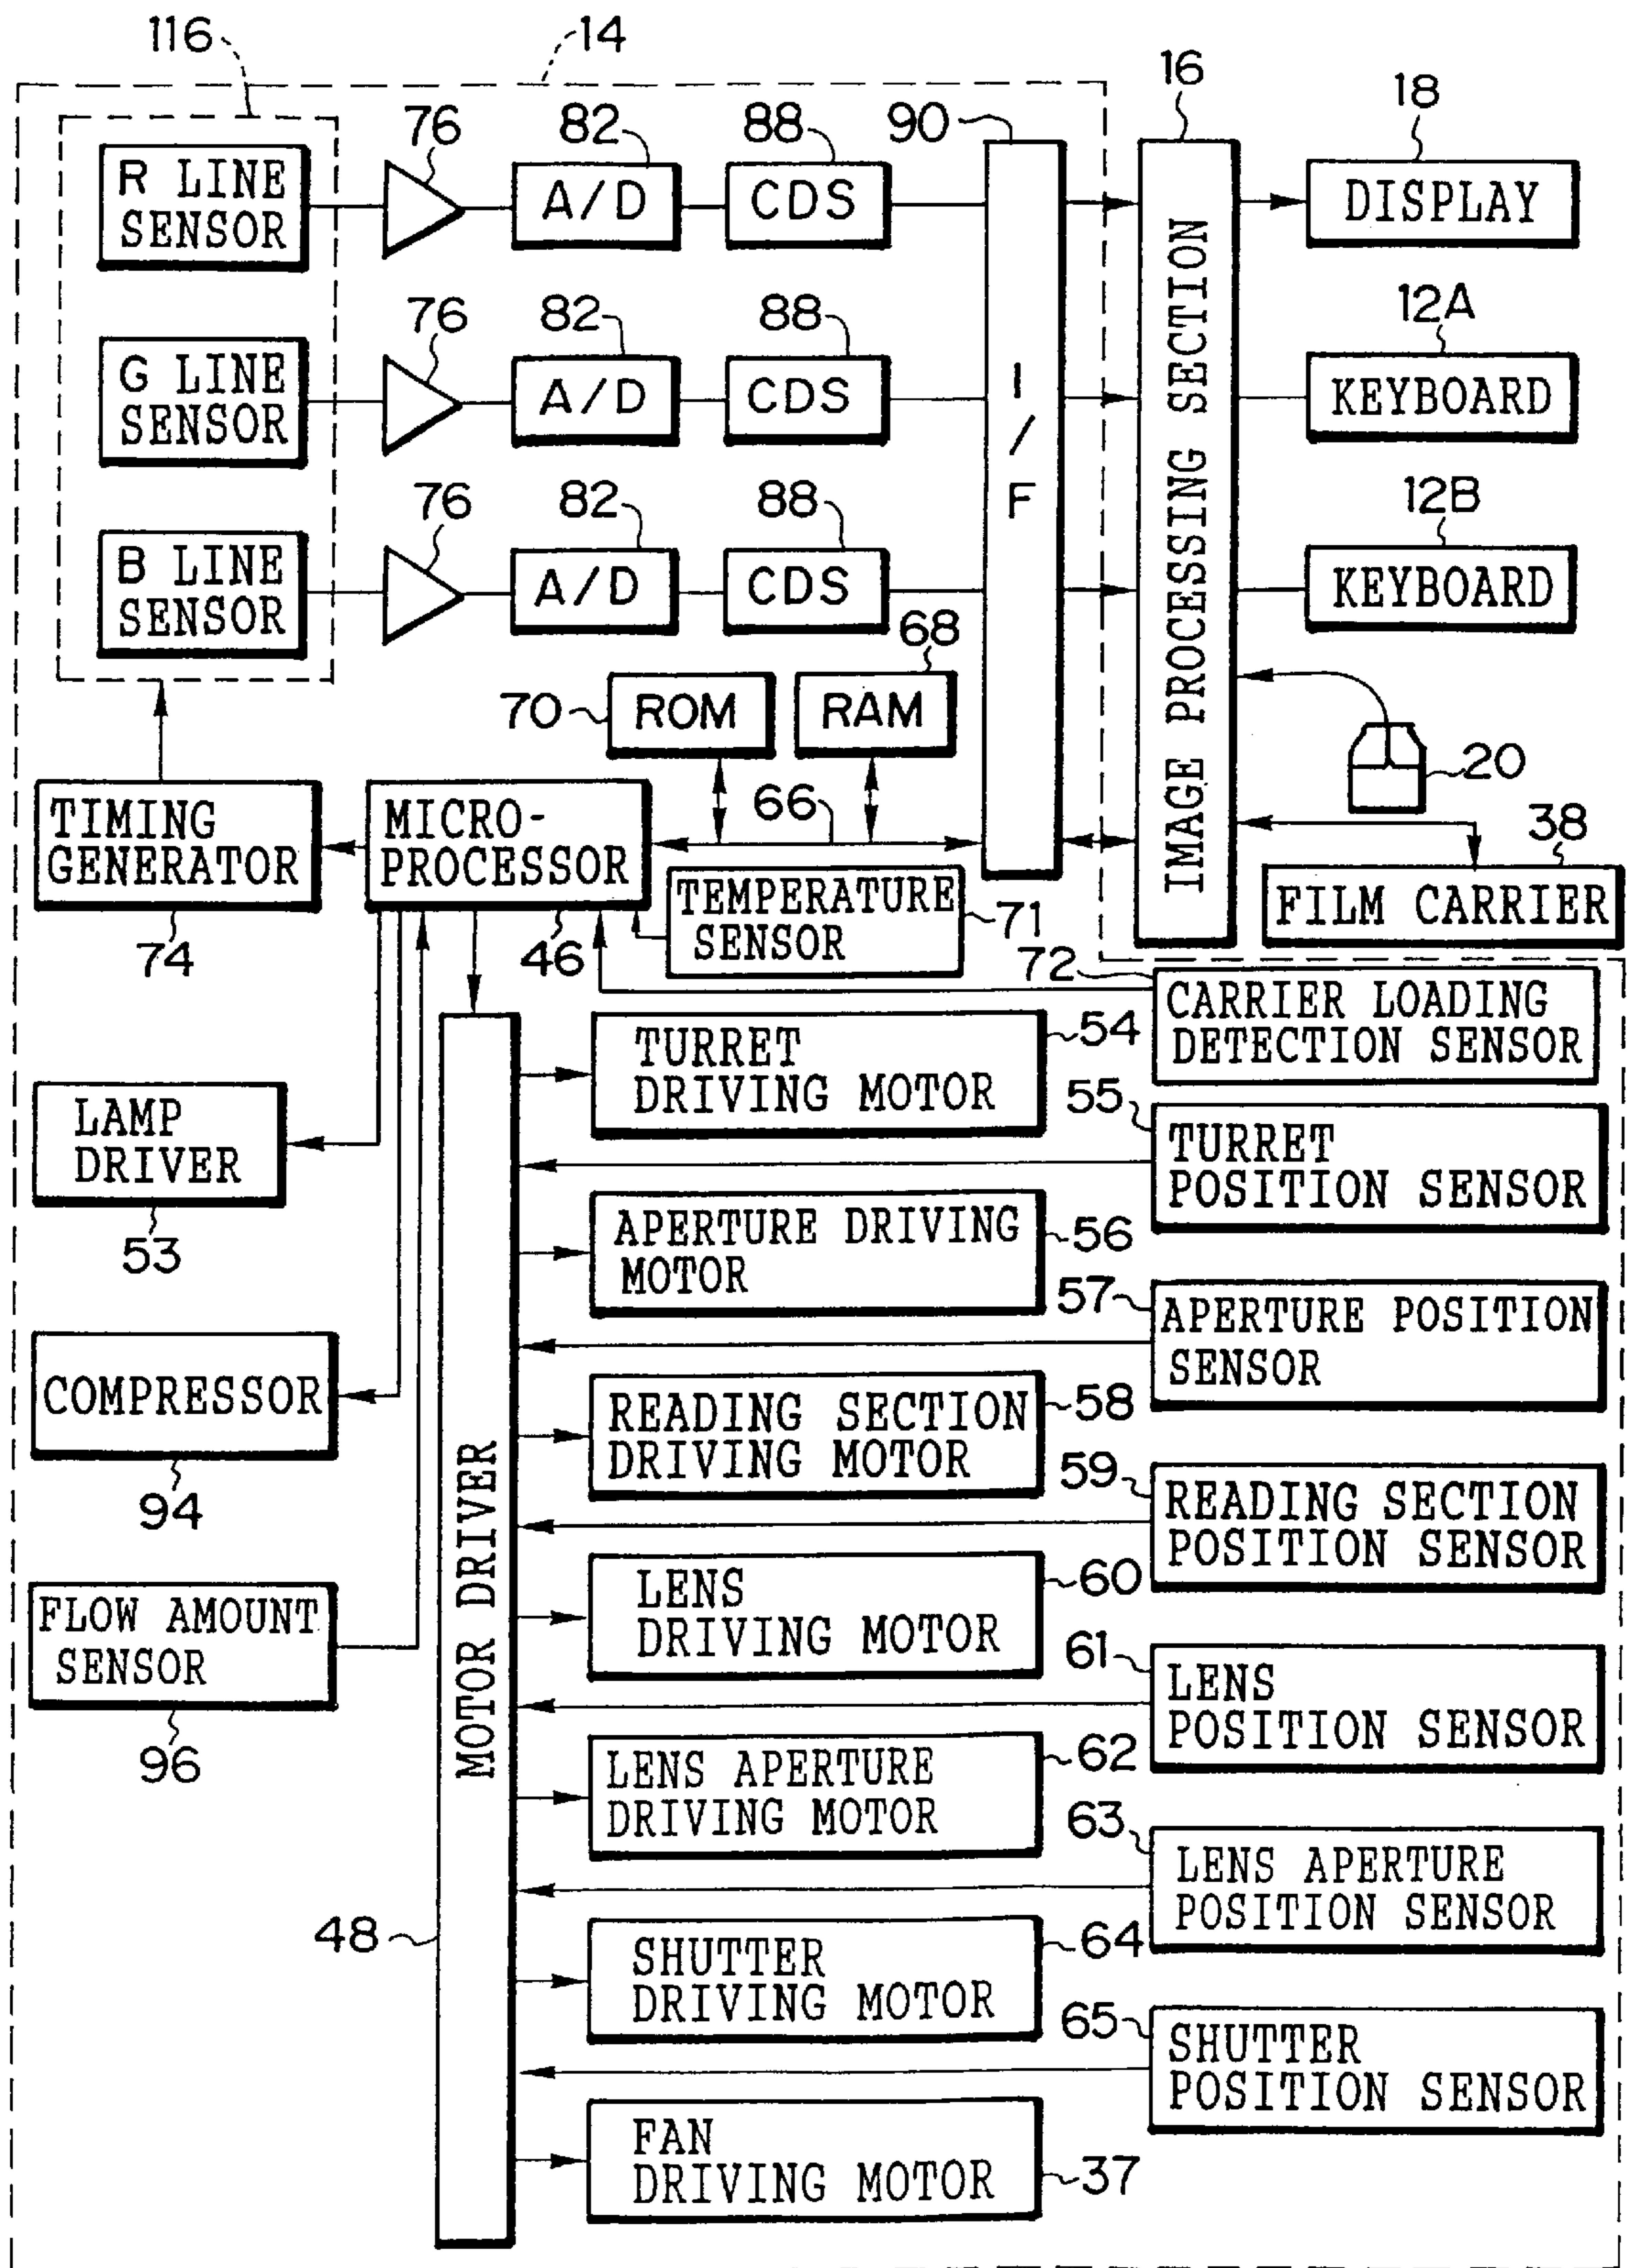 116
14
16
18
76
82
88
90
R LINE
SENSOR
A/D
CDS
DISPLAY
76
82
88
12A
G LINE
SENSOR
A/D
CDS
I/F
IMAGE PROCESSING SECTION
KEYBOARD
76
82
88
12B
B LINE
SENSOR
A/D
CDS
KEYBOARD
68
70
ROM
RAM
20
66
38
TIMING
GENERATOR
MICRO-
PROCESSOR
FILM CARRIER
74
46
TEMPERATURE
SENSOR
71
72
CARRIER LOADING
DETECTION SENSOR
TURRET
DRIVING MOTOR
54
55
LAMP
DRIVER
53
TURRET
POSITION SENSOR
APERTURE DRIVING
MOTOR
56
57
APERTURE POSITION
SENSOR
COMPRESSOR
94
READING SECTION
DRIVING MOTOR
58
59
READING SECTION
POSITION SENSOR
MOTOR DRIVER
LENS
DRIVING MOTOR
60
FLOW AMOUNT
SENSOR
96
61
LENS
POSITION SENSOR
LENS APERTURE
DRIVING MOTOR
62
63
LENS APERTURE
POSITION SENSOR
48
SHUTTER
DRIVING MOTOR
64
65
SHUTTER
POSITION SENSOR
FAN
DRIVING MOTOR
37